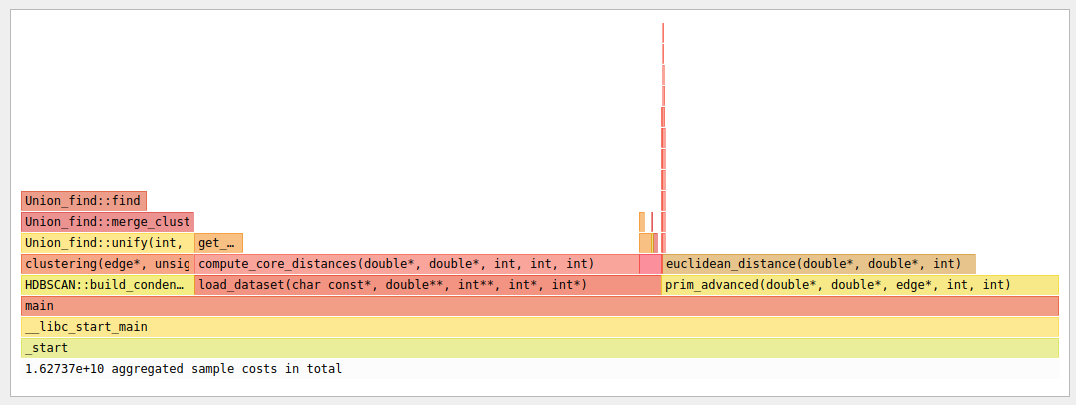 Union_find::find
Union_find::merge_clust
Union_find::unify(int, get_…
clustering(edge*, unsig compute_core_distances(double*, double*, int, int, int) euclidean_distance(double*, double*, int)
HDBSCAN::build_conden… load_dataset(char const*, double**, int**, int*, int*) prim_advanced(double*, double*, edge*, int, int)
main
__libc_start_main
_start
1.62737e+10 aggregated sample costs in total